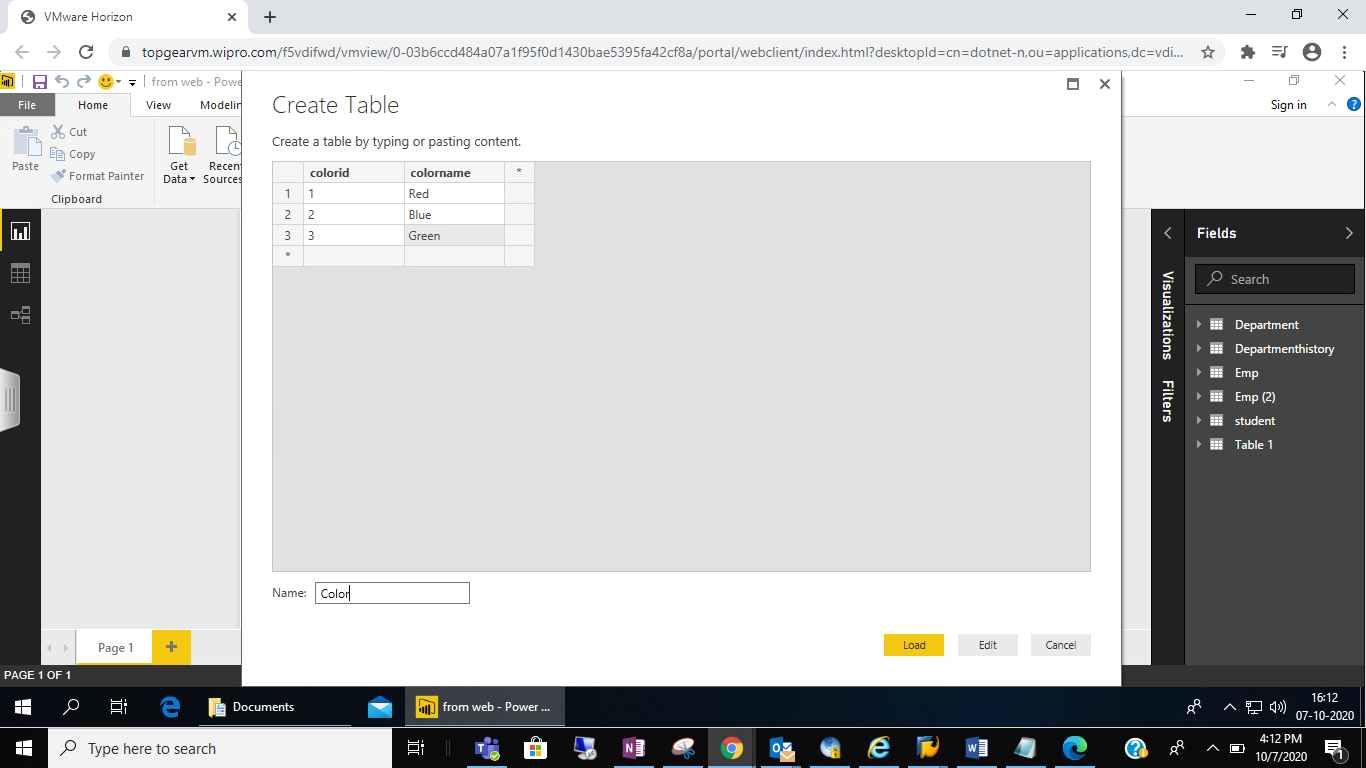 VMware Horizon
topgearvm.wipro.com/f5vdifwd/vmview/0-03b6ccd484a07a1f95f0d1430bae5395fa42cf8a/portal/webclient/index.html?desktopId=cn=dotnet-n,ou=applications,dc=vdi...
from web - Powe
File Home View Modelin
Sign in
Paste
Cut
Copy
Format Painter
Clipboard
Get Data
Recen
Sources
Create Table
Create a table by typing or pasting content.
colorid colorname *
1 1 Red
2 2 Blue
3 3 Green
*
Name: Color
Load Edit Cancel
Visualizations
Filters
Fields
Search
Department
Departmenthistory
Emp
Emp (2)
student
Table 1
Page 1
PAGE 1 OF 1
Documents
from web - Power ...
16:12
07-10-2020
Type here to search
4:12 PM
10/7/2020
1